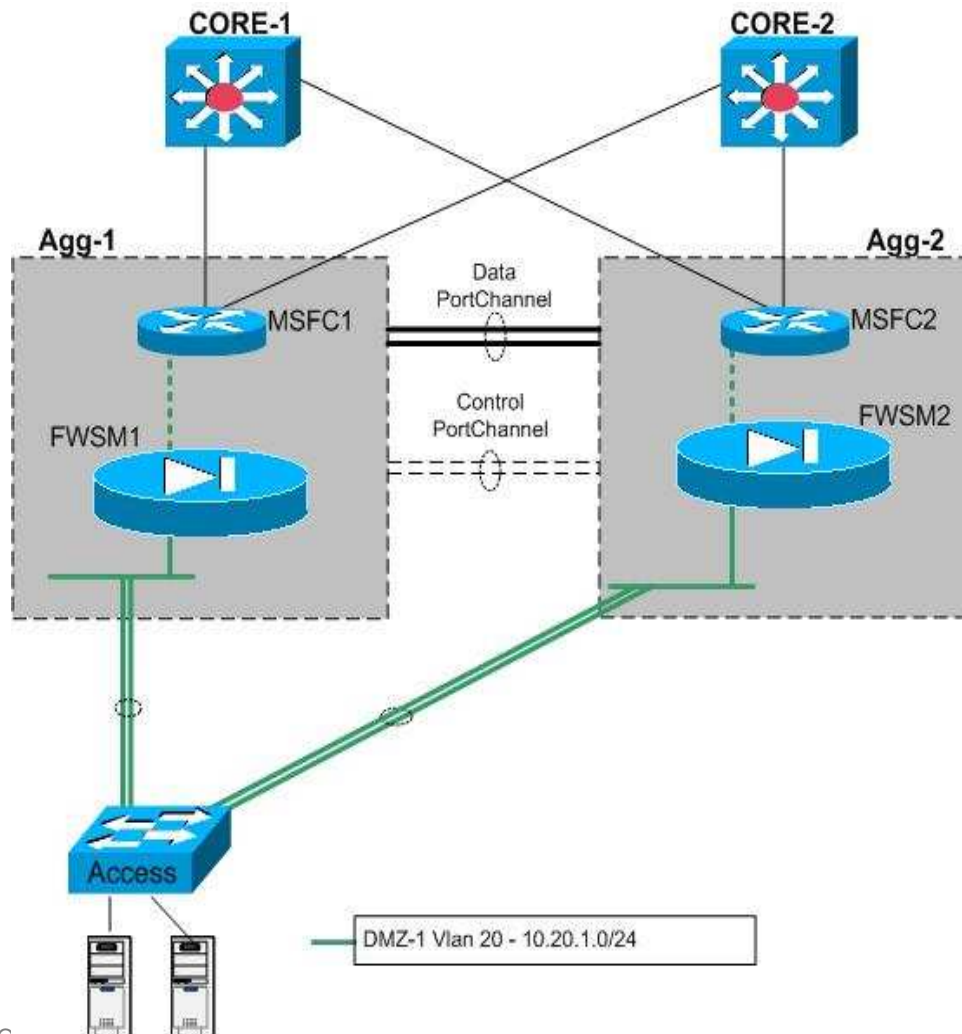 CORE-1
CORE-2
Agg-1
Agg-2
Data
PortChannel
MSFC1
MSFC2
Control
PortChannel
FWSM1
FWSM2
Access
DMZ-1 Vlan 20 - 10.20.1.0/24